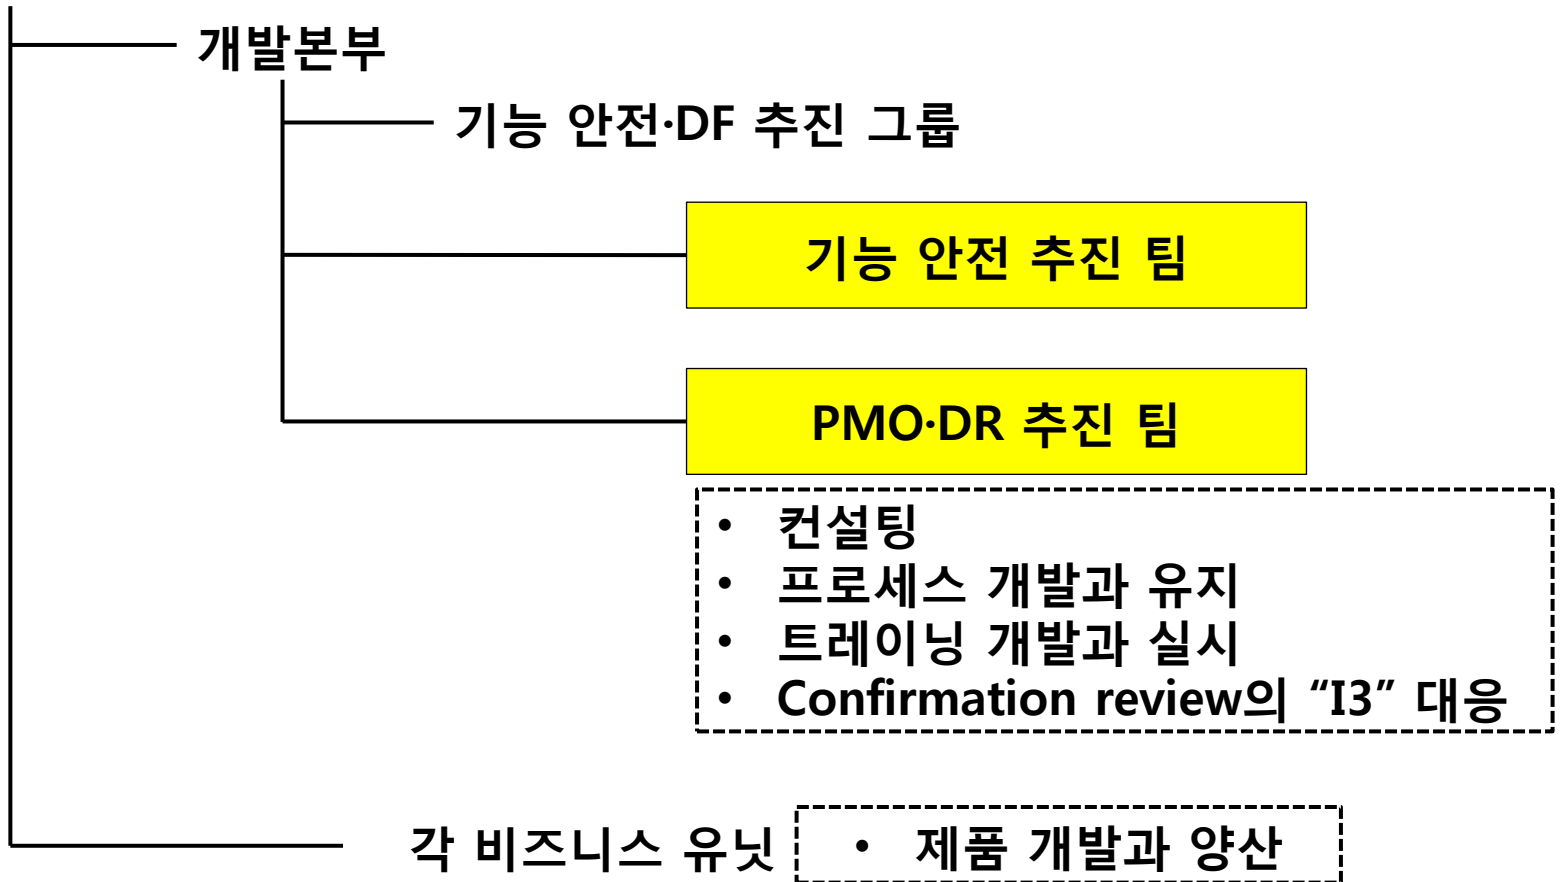 개발본부
기능 안전·DF 추진 그룹
기능 안전 추진 팀
PMO·DR 추진 팀
• 컨설팅
• 프로세스 개발과 유지
• 트레이닝 개발과 실시
• Confirmation review의 “I3” 대응
각 비즈니스 유닛 • 제품 개발과 양산